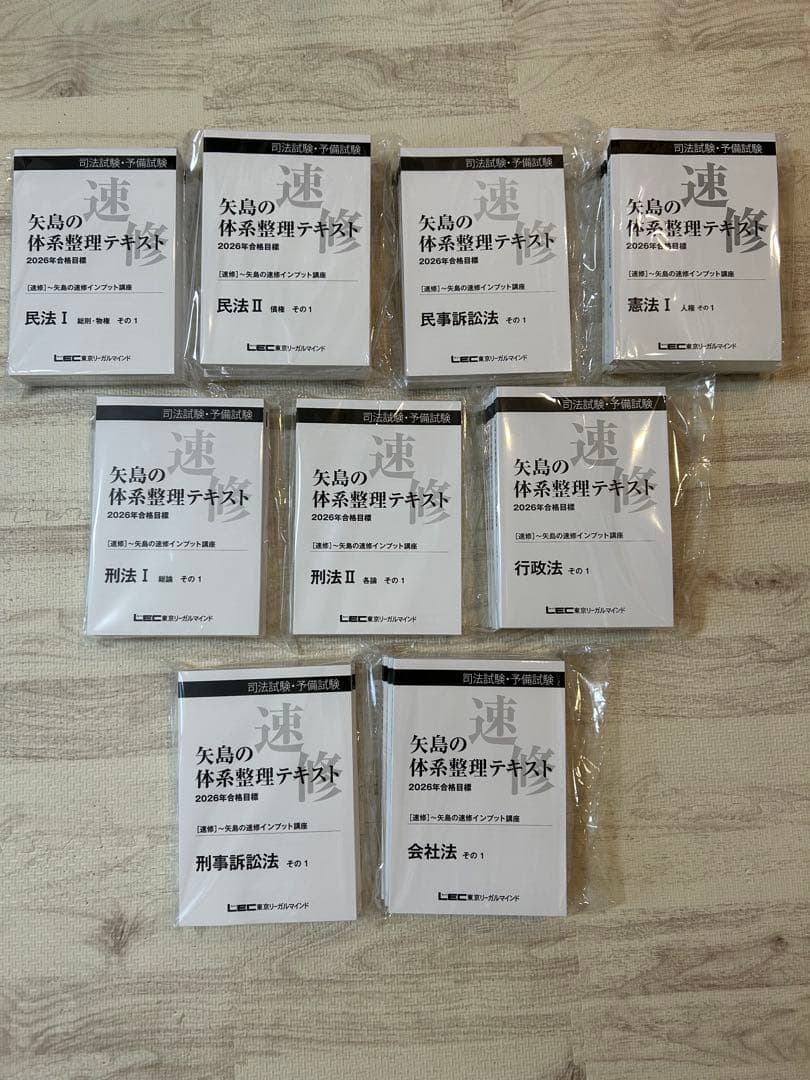 司法試験・予備試験
速修
矢島の
体系整理テキスト
2026年合格目標
[速修]~矢島の速修インプット講座
民法Ⅰ 総則・物権 その1
LEC東京リーガルマインド
司法試験・予備試験
速修
矢島の
体系整理テキスト
2026年合格目標
[速修]~矢島の速修インプット講座
民法Ⅱ 債権 その1
LEC東京リーガルマインド
司法試験・予備試験
速修
矢島の
体系整理テキスト
2026年合格目標
[速修]~矢島の速修インプット講座
民事訴訟法 その1
LEC東京リーガルマインド
司法試験・予備試験
速修
矢島の
体系整理テキスト
2026年合格目標
[速修]~矢島の速修インプット講座
憲法Ⅰ 人権 その1
LEC東京リーガルマインド
司法試験・予備試験
速修
矢島の
体系整理テキスト
2026年合格目標
[速修]~矢島の速修インプット講座
刑法Ⅰ 総論 その1
LEC東京リーガルマインド
司法試験・予備試験
速修
矢島の
体系整理テキスト
2026年合格目標
[速修]~矢島の速修インプット講座
刑法Ⅱ 各論 その1
LEC東京リーガルマインド
司法試験・予備試験
速修
矢島の
体系整理テキスト
2026年合格目標
[速修]~矢島の速修インプット講座
行政法 その1
LEC東京リーガルマインド
司法試験・予備試験
速修
矢島の
体系整理テキスト
2026年合格目標
[速修]~矢島の速修インプット講座
刑事訴訟法 その1
LEC東京リーガルマインド
司法試験・予備試験
速修
矢島の
体系整理テキスト
2026年合格目標
[速修]~矢島の速修インプット講座
会社法 その1
LEC東京リーガルマインド